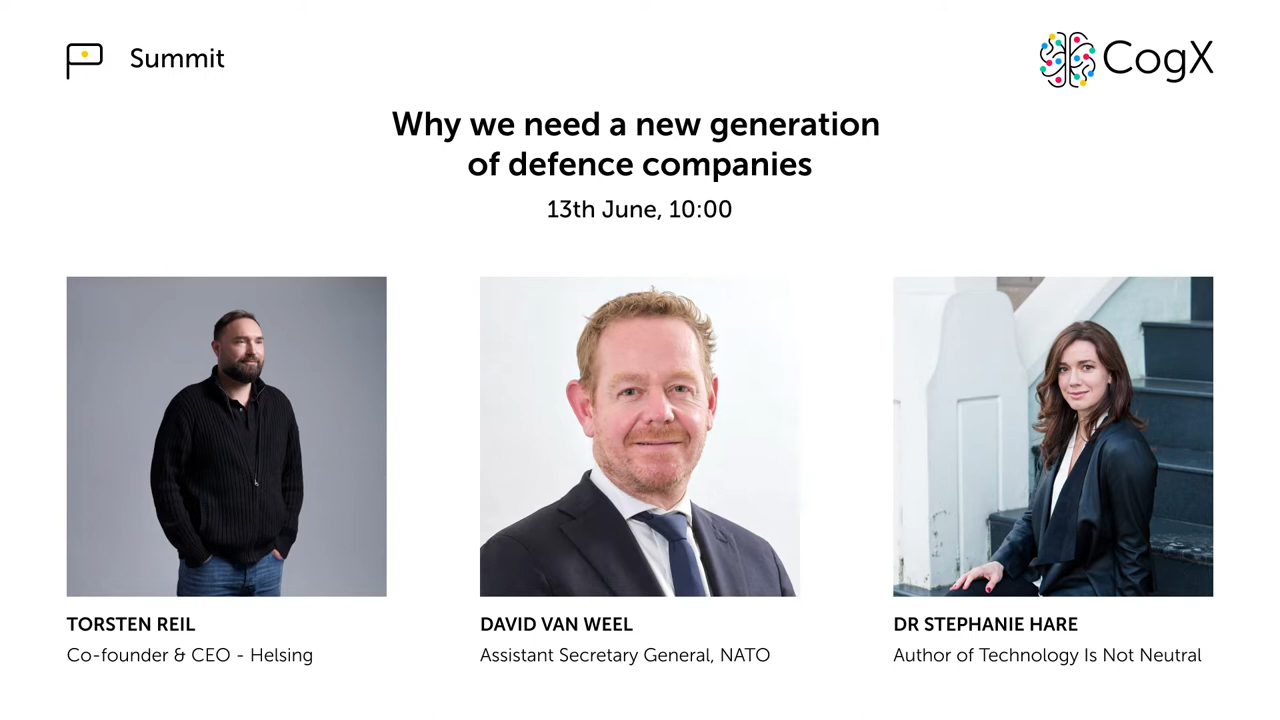 Summit
CogX
Why we need a new generation
of defence companies
13th June, 10:00
TORSTEN REIL
Co-founder & CEO - Helsing
DAVID VAN WEEL
Assistant Secretary General, NATO
DR STEPHANIE HARE
Author of Technology Is Not Neutral